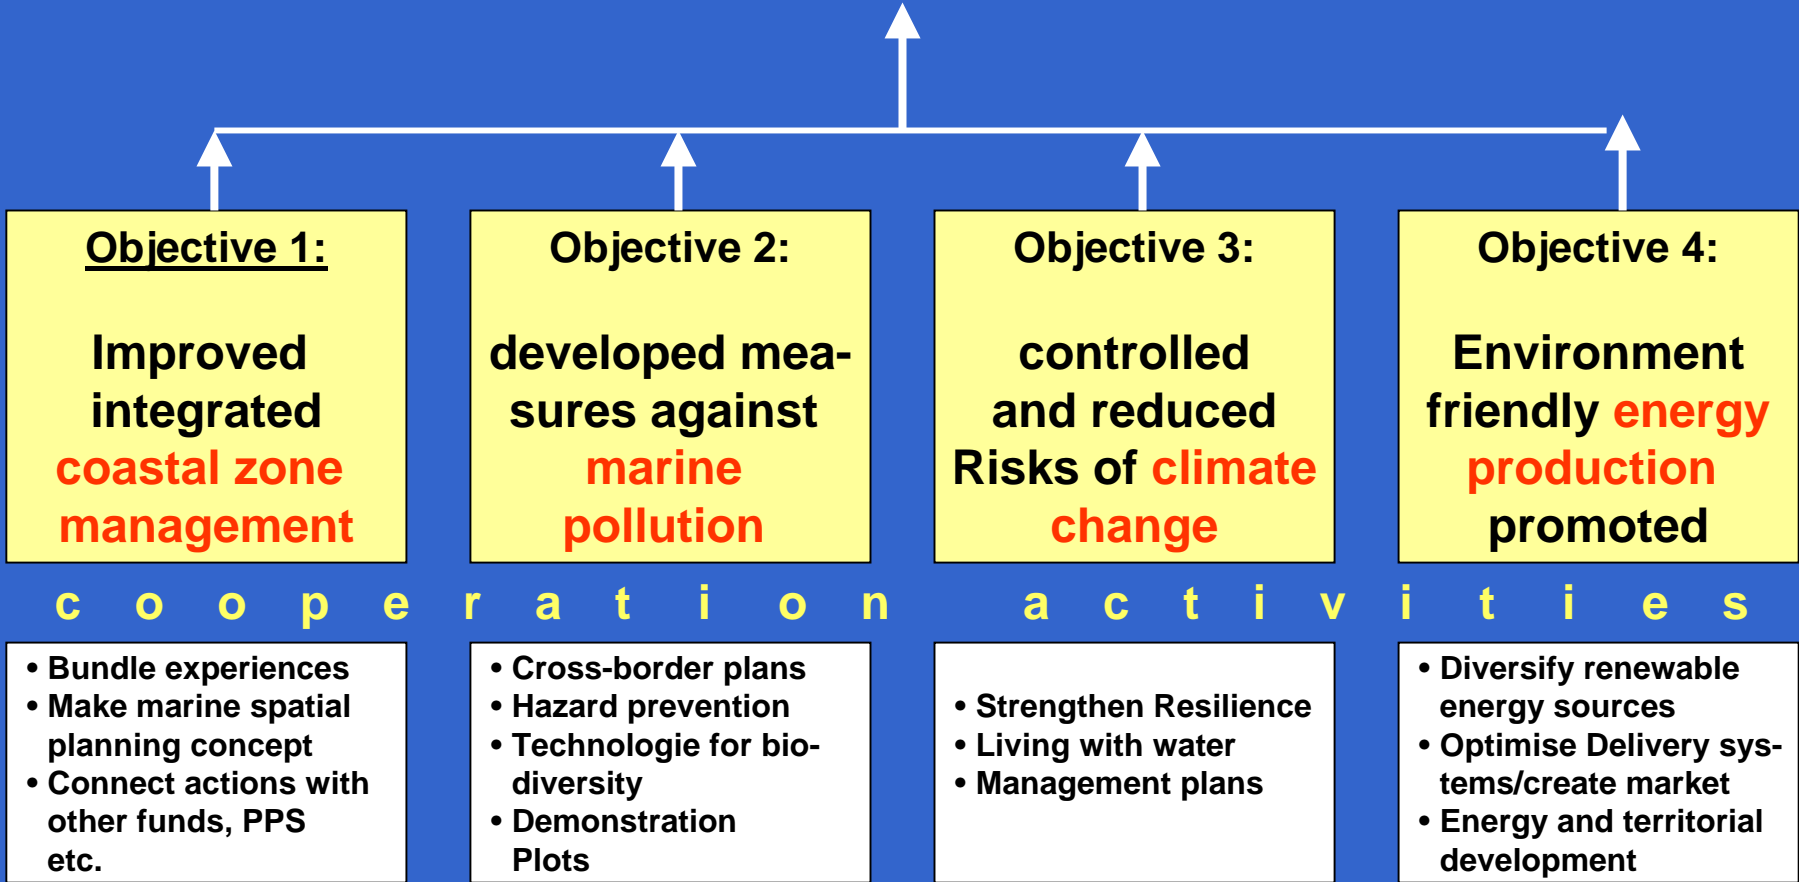 Objective 1:
Improved
integrated
coastal zone
management
Objective 2:
developed mea-
sures against
marine
pollution
Objective 3:
controlled
and reduced
Risks of climate
change
Objective 4:
Environment
friendly energy
production
promoted
c o o p e r a t i o n a c t i v i t i e s
• Bundle experiences
• Make marine spatial
planning concept
• Connect actions with
other funds, PPS
etc.
• Cross-border plans
• Hazard prevention
• Technologie for bio-
diversity
• Demonstration
Plots
• Strengthen Resilience
• Living with water
• Management plans
• Diversify renewable
energy sources
• Optimise Delivery sys-
tems/create market
• Energy and territorial
development